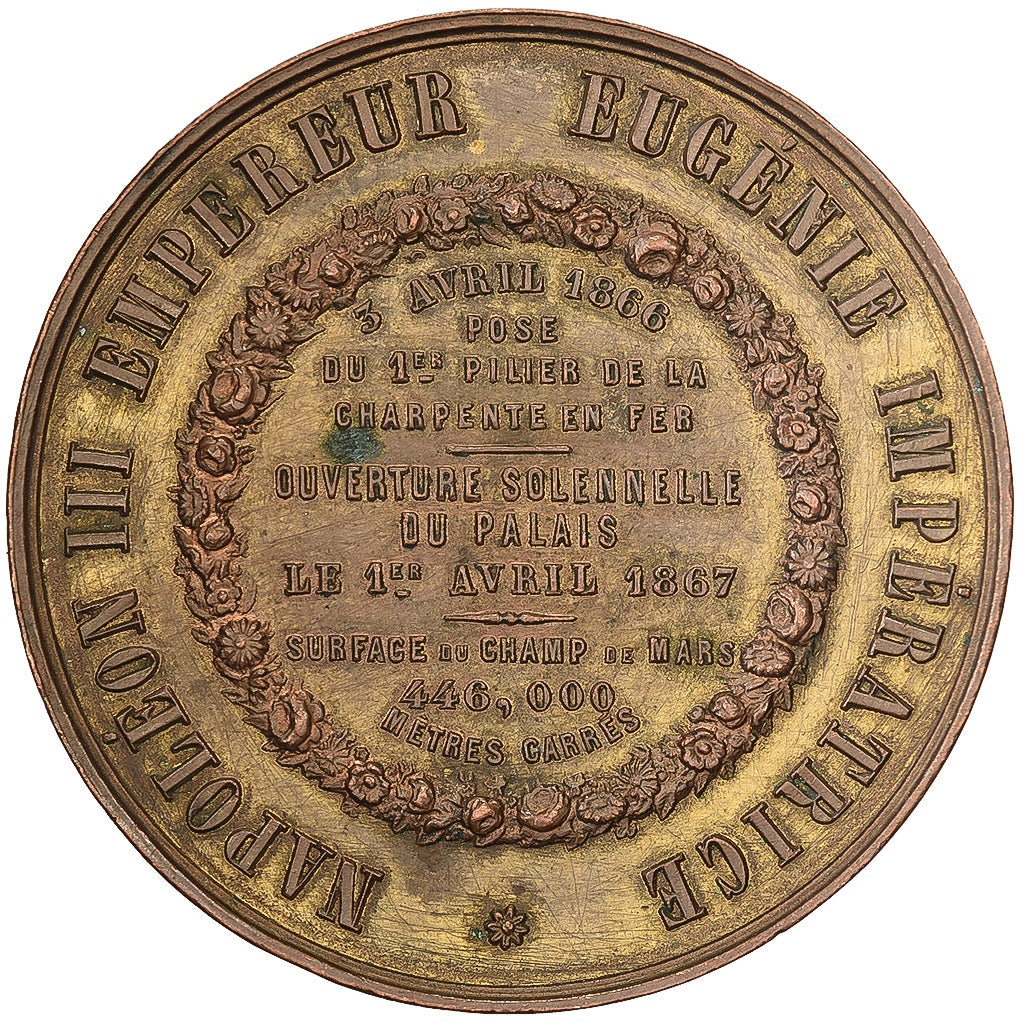 NAPOLÉON III EMPEREUR EUGÉNIE IMPÉRATRICE
3 AVRIL 1866
POSE
DU 1ER PILIER DE LA
CHARPENTE EN FER
OUVERTURE SOLENNELLE
DU PALAIS
LE 1ER AVRIL 1867
SURFACE DU CHAMP DE MARS
446,000
MÈTRES CARRÉS